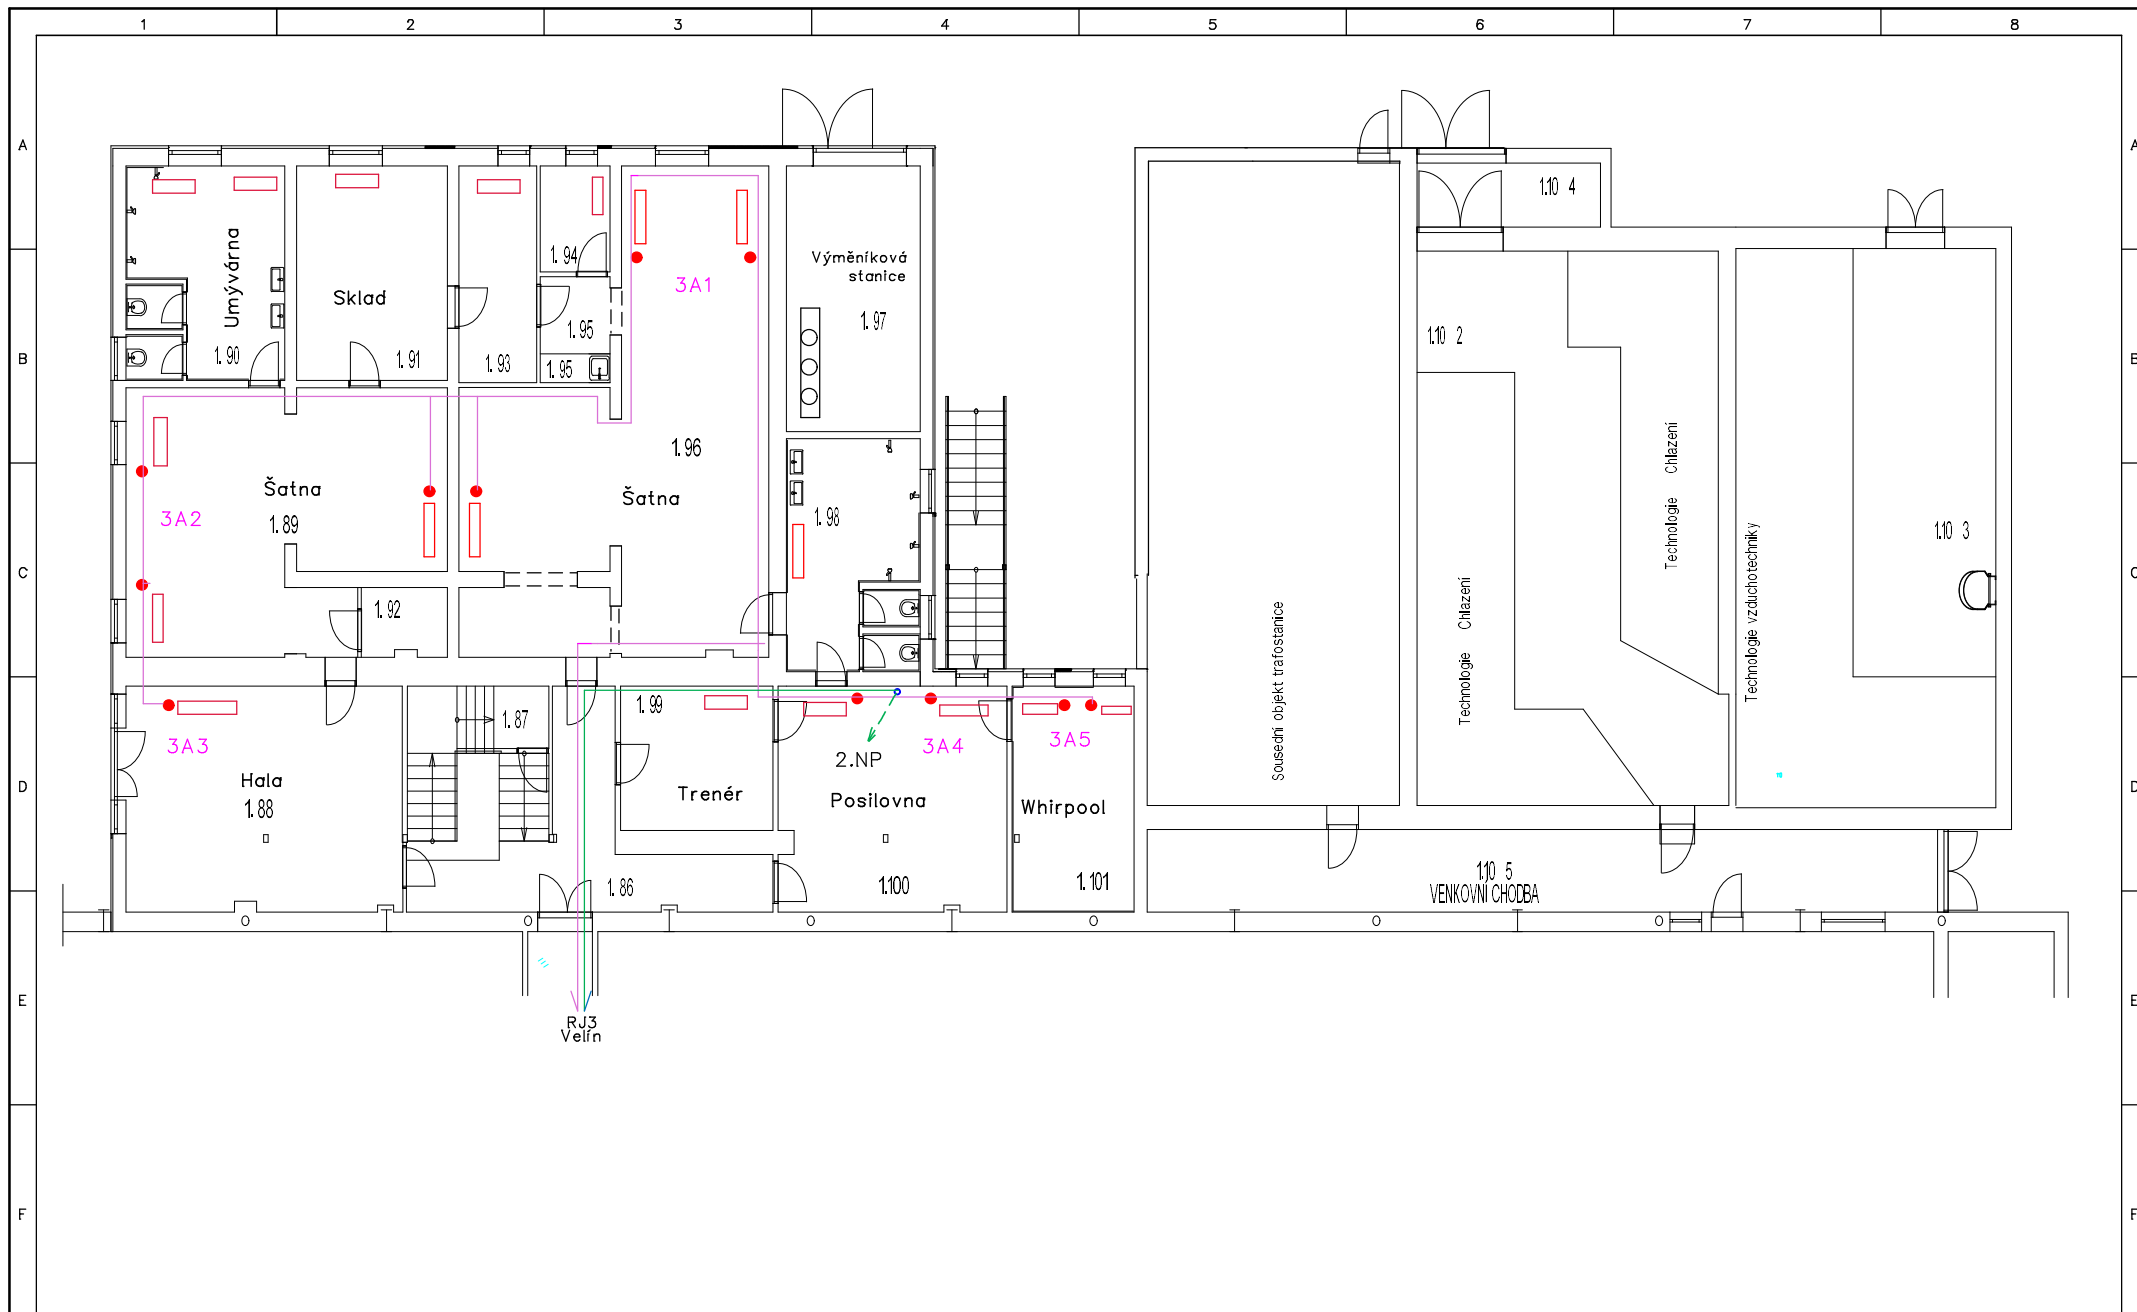 1 2 3 4 5 6 7 8
A A
1.10 4
Umývárna
Sklad
1.94
3A1
Výměníková
stanice
1.97
1.95
1.10 2
B B
1.90
1.91
1.93
1.95
1.96
Technologie Chlazení
Šatna
Šatna
3A2
1.89
1.98
1.10 3
C C
1.92
Sousední objekt trafostanice
Technologie Chlazení
Technologie vzduchotechniky
1.99
1.87
3A3
3A4
3A5
2.NP
Hala
1.88
Trenér
Posilovna
Whirpool
D D
1.86
1.100
1.101
1.10 5
VENKOVNÍ CHODBA
E E
RJ3
Velín
F F